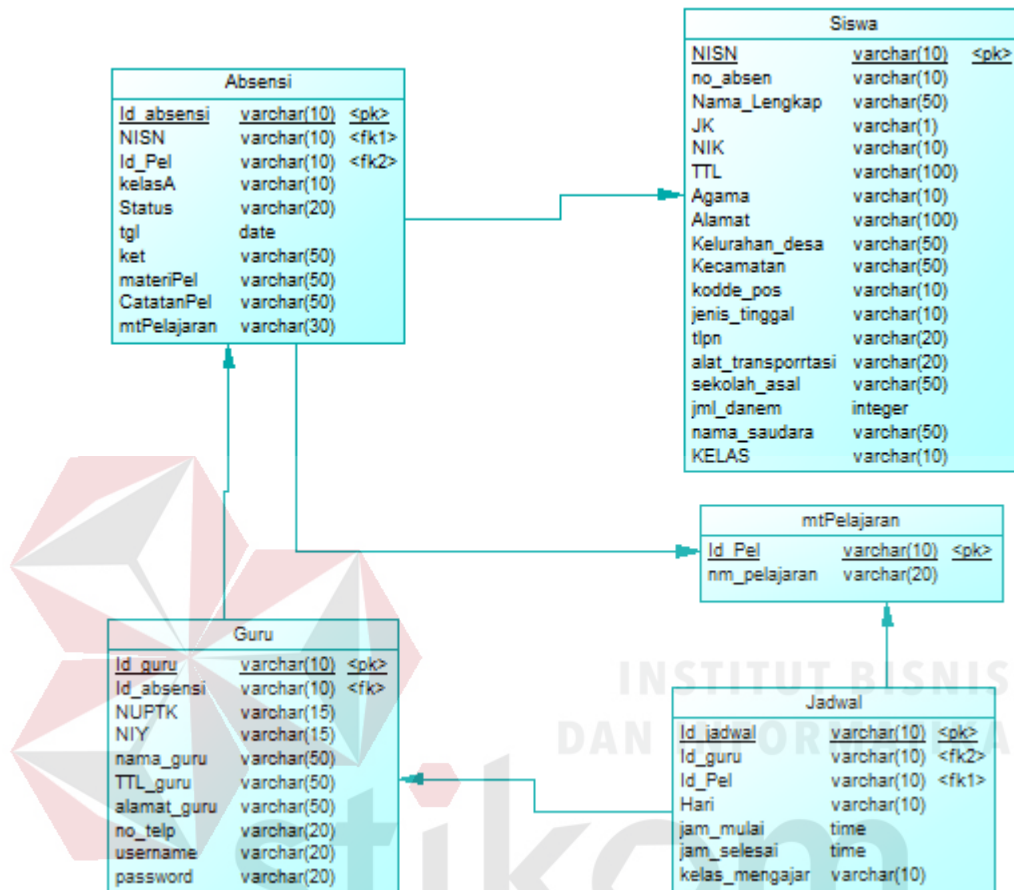 Siswa
NISN varchar(10) <pk>
no_absen varchar(10)
Nama_Lengkap varchar(50)
JK varchar(1)
NIK varchar(10)
TTL varchar(100)
Agama varchar(10)
Alamat varchar(100)
Kelurahan_desa varchar(50)
Kecamatan varchar(50)
kodde_pos varchar(10)
jenis_tinggal varchar(10)
tlpn varchar(20)
alat_transporrtasi varchar(20)
sekolah_asal varchar(50)
jml_danem integer
nama_saudara varchar(50)
KELAS varchar(10)
Absensi
Id_absensi varchar(10) <pk>
NISN varchar(10) <fk1>
Id_Pel varchar(10) <fk2>
kelasA varchar(10)
Status varchar(20)
tgl date
ket varchar(50)
materiPel varchar(50)
CatatanPel varchar(50)
mtPelajaran varchar(30)
mtPelajaran
Id_Pel varchar(10) <pk>
nm_pelajaran varchar(20)
Guru
Id_guru varchar(10) <pk>
Id_absensi varchar(10) <fk>
NUPTK varchar(15)
NIY varchar(15)
nama_guru varchar(50)
TTL_guru varchar(50)
alamat_guru varchar(50)
no_telp varchar(20)
username varchar(20)
password varchar(20)
Jadwal
Id_jadwal varchar(10) <pk>
Id_guru varchar(10) <fk2>
Id_Pel varchar(10) <fk1>
Hari varchar(10)
jam_mulai time
jam_selesai time
kelas_mengajar varchar(10)
INSTITUT BISNIS
DAN INFORMATIKA
stikom